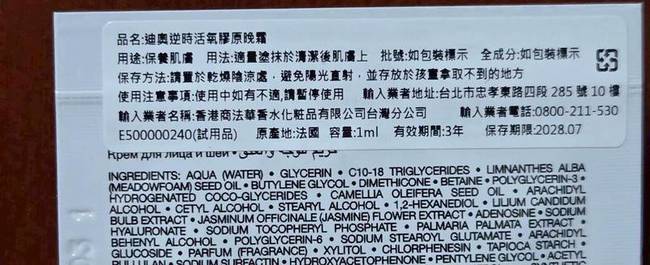 品名:迪奧逆時活氧膠原晚霜
用途:保養肌膚 用法:適量塗抹於清潔後肌膚上 批號:如包裝標示 全成分:如包裝標示
保存方法:請置於乾燥陰涼處，避免陽光直射，並存放於孩童拿取不到的地方
使用注意事項:使用中如有不適,請暫停使用 輸入業者地址:台北市忠孝東路四段 285 號 10 樓
輸入業者名稱:香港商法華香水化粧品有限公司台灣分公司 輸入業者電話:0800-211-530
E500000240(試用品) 原產地:法國 容量:1ml 有效期間:3年 保存期限:2028.07
Крем для лица и шеи •
INGREDIENTS: AQUA (WATER) • GLYCERIN • C10-18 TRIGLYCERIDES • LIMNANTHES ALBA
(MEADOWFOAM) SEED OIL • BUTYLENE GLYCOL • DIMETHICONE • BETAINE • POLYGLYCERIN-3 •
HYDROGENATED COCO-GLYCERIDES • CAMELLIA OLEIFERA SEED OIL • ARACHIDYL
ALCOHOL • CETYL ALCOHOL • STEARYL ALCOHOL • 1,2-HEXANEDIOL • LILIUM CANDIDUM
BULB EXTRACT • JASMINUM OFFICINALE (JASMINE) FLOWER EXTRACT • ADENOSINE • SODIUM
HYALURONATE • SODIUM TOCOPHERYL PHOSPHATE • PALMARIA PALMATA EXTRACT •
BEHENYL ALCOHOL • POLYGLYCERIN-6 • SODIUM STEAROYL GLUTAMATE • ARACHIDYL
GLUCOSIDE • PARFUM (FRAGRANCE) • XYLITOL • CHLORPHENESIN • TAPIOCA STARCH •
PULLULAN • SODIUM SURFACTIN • HYDROXYACETOPHENONE • PENTYLENE GLYCOL • ACETYL